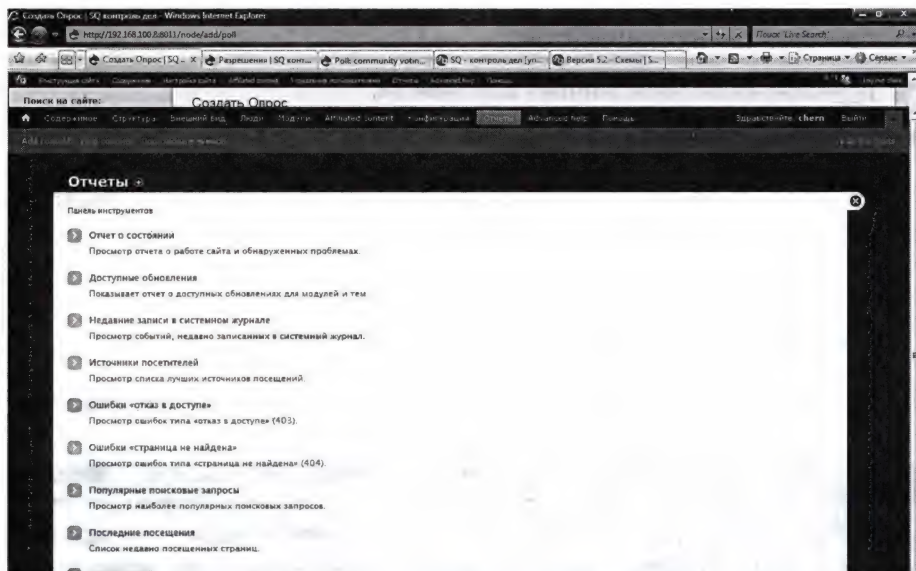 Создать Опрос | SQ контроль дел - Windows Internet Explorer
http://192.168.100.8:8011/node/add/poll
Поиск "Live Search"
Создать Опрос | SQ...
Разрешения | SQ конт...
Polk community votin...
SQ - контроль дел [уп...
Версия 5.2 - Схемы | S...
Страница
Сервис
Поиск на сайте:
Создать Опрос
Содержимое Структура Внешний вид Люди Модули Affiliated content Конфигурация Отчеты Advanced help Помощь Здравствуйте, chern Выйти
Отчеты
Панель инструментов
Отчет о состоянии
Просмотр отчета о работе сайта и обнаруженных проблемах.
Доступные обновления
Показывает отчет о доступных обновлениях для модулей и тем
Недавние записи в системном журнале
Просмотр событий, недавно записанных в системный журнал.
Источники посетителей
Просмотр списка лучших источников посещений.
Ошибки «отказ в доступе»
Просмотр ошибок типа «отказ в доступе» (403).
Ошибки «страница не найдена»
Просмотр ошибок типа «страница не найдена» (404).
Популярные поисковые запросы
Просмотр наиболее популярных поисковых запросов.
Последние посещения
Список недавно посещенных страниц.